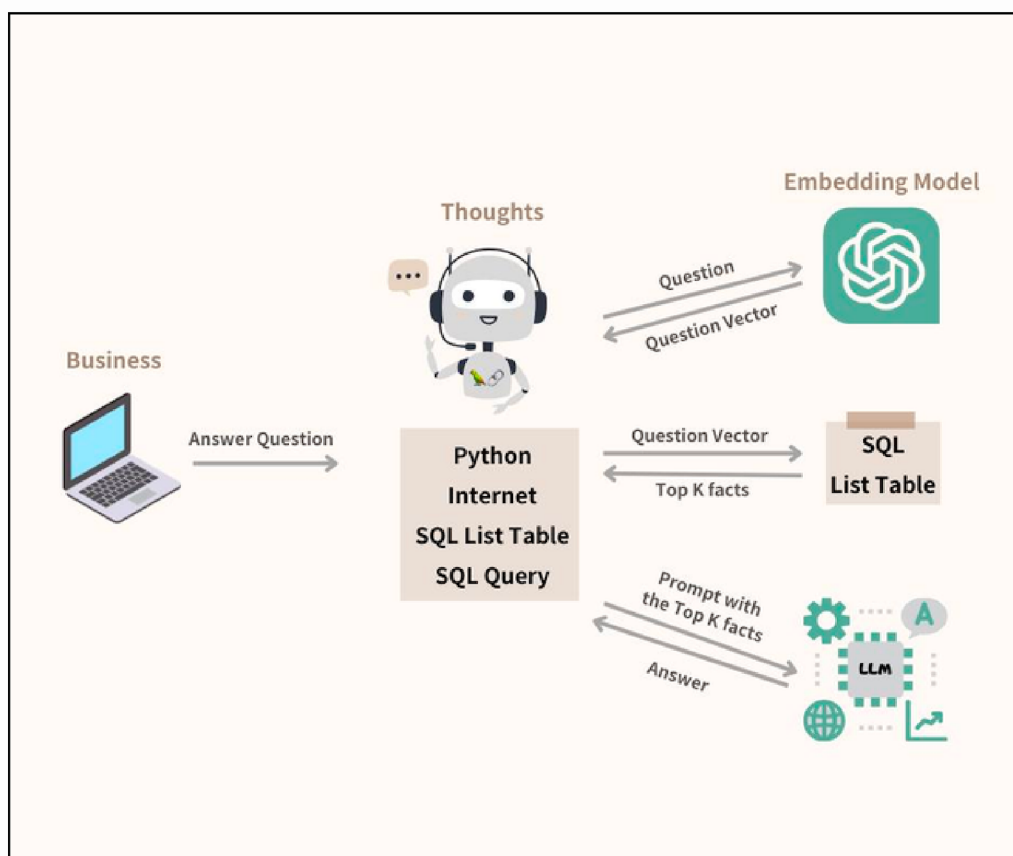 Embedding Model
Thoughts
Question
Question Vector
Business
Answer Question
Python
Internet
SQL List Table
SQL Query
Question Vector
Top K facts
SQL
List Table
Prompt with
the Top K facts
Answer
A
LLM